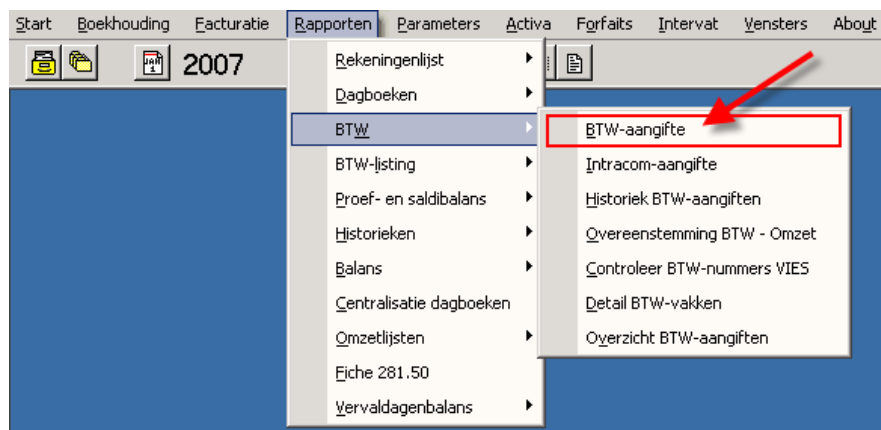 Start Boekhouding Facturatie Rapporten Parameters Activa Forfaits Intervat Vensters About
2007
Rekeningenlijst
Dagboeken
BTW
BTW-listing
Proef- en saldibalans
Historieken
Balans
Centralisatie dagboeken
Omzetlijsten
Fiche 281.50
Vervaldagenbalans
BTW-aangifte
Intracom-aangifte
Historiek BTW-aangiften
Overeenstemming BTW - Omzet
Controleer BTW-nummers VIES
Detail BTW-vakken
Overzicht BTW-aangiften